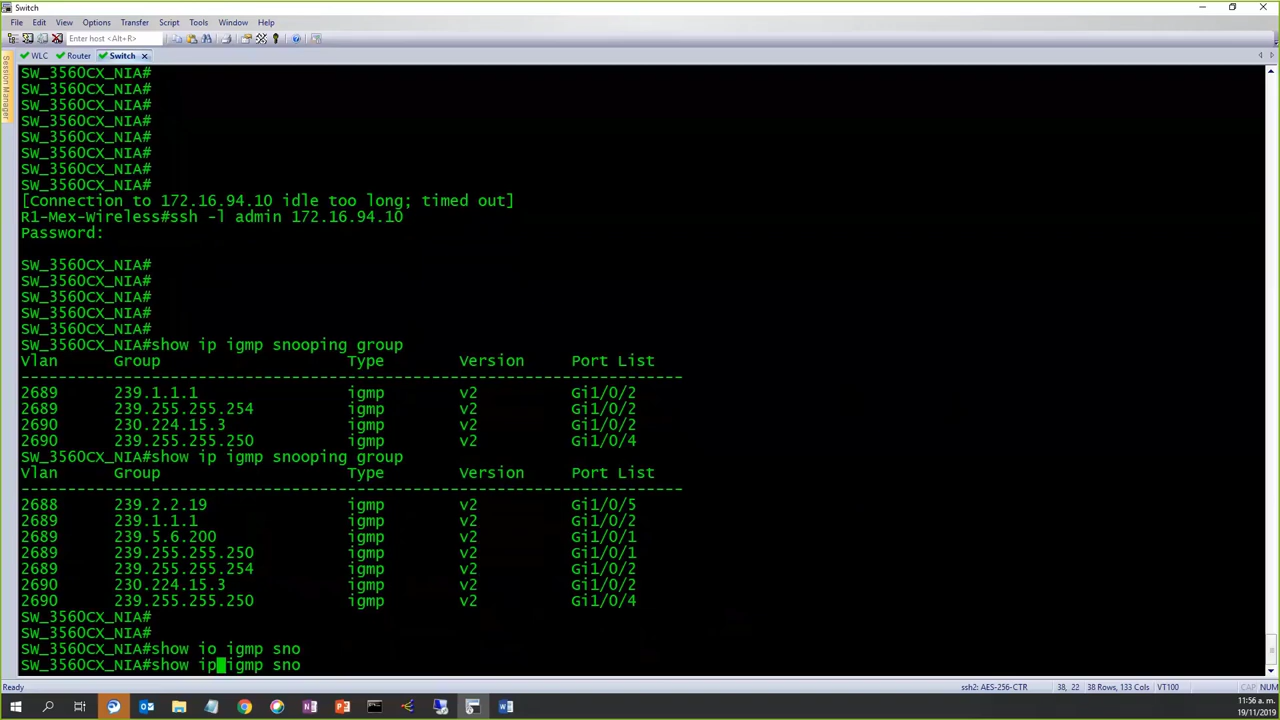 Switch
File Edit View Options Transfer Script Tools Window Help
Enter host <Alt+R>
WLC Router Switch
Session Manager
SW_3560CX_NIA#
SW_3560CX_NIA#
SW_3560CX_NIA#
SW_3560CX_NIA#
SW_3560CX_NIA#
SW_3560CX_NIA#
SW_3560CX_NIA#
SW_3560CX_NIA#
[Connection to 172.16.94.10 idle too long; timed out]
R1-Mex-Wireless#ssh -l admin 172.16.94.10
Password:
SW_3560CX_NIA#
SW_3560CX_NIA#
SW_3560CX_NIA#
SW_3560CX_NIA#
SW_3560CX_NIA#
SW_3560CX_NIA#show ip igmp snooping group
Vlan Group Type Version Port List
-----------------------------------------------------------------------
2689 239.1.1.1 igmp v2 Gi1/0/2
2689 239.255.255.254 igmp v2 Gi1/0/2
2690 230.224.15.3 igmp v2 Gi1/0/2
2690 239.255.255.250 igmp v2 Gi1/0/4
SW_3560CX_NIA#show ip igmp snooping group
Vlan Group Type Version Port List
-----------------------------------------------------------------------
2688 239.2.2.19 igmp v2 Gi1/0/5
2689 239.1.1.1 igmp v2 Gi1/0/2
2689 239.5.6.200 igmp v2 Gi1/0/1
2689 239.255.255.250 igmp v2 Gi1/0/1
2689 239.255.255.254 igmp v2 Gi1/0/2
2690 230.224.15.3 igmp v2 Gi1/0/2
2690 239.255.255.250 igmp v2 Gi1/0/4
SW_3560CX_NIA#
SW_3560CX_NIA#
SW_3560CX_NIA#show io igmp sno
SW_3560CX_NIA#show ip igmp sno
Ready ssh2: AES-256-CTR 38, 22 38 Rows, 133 Cols VT100 CAP NUM
11:56 a. m.
19/11/2019